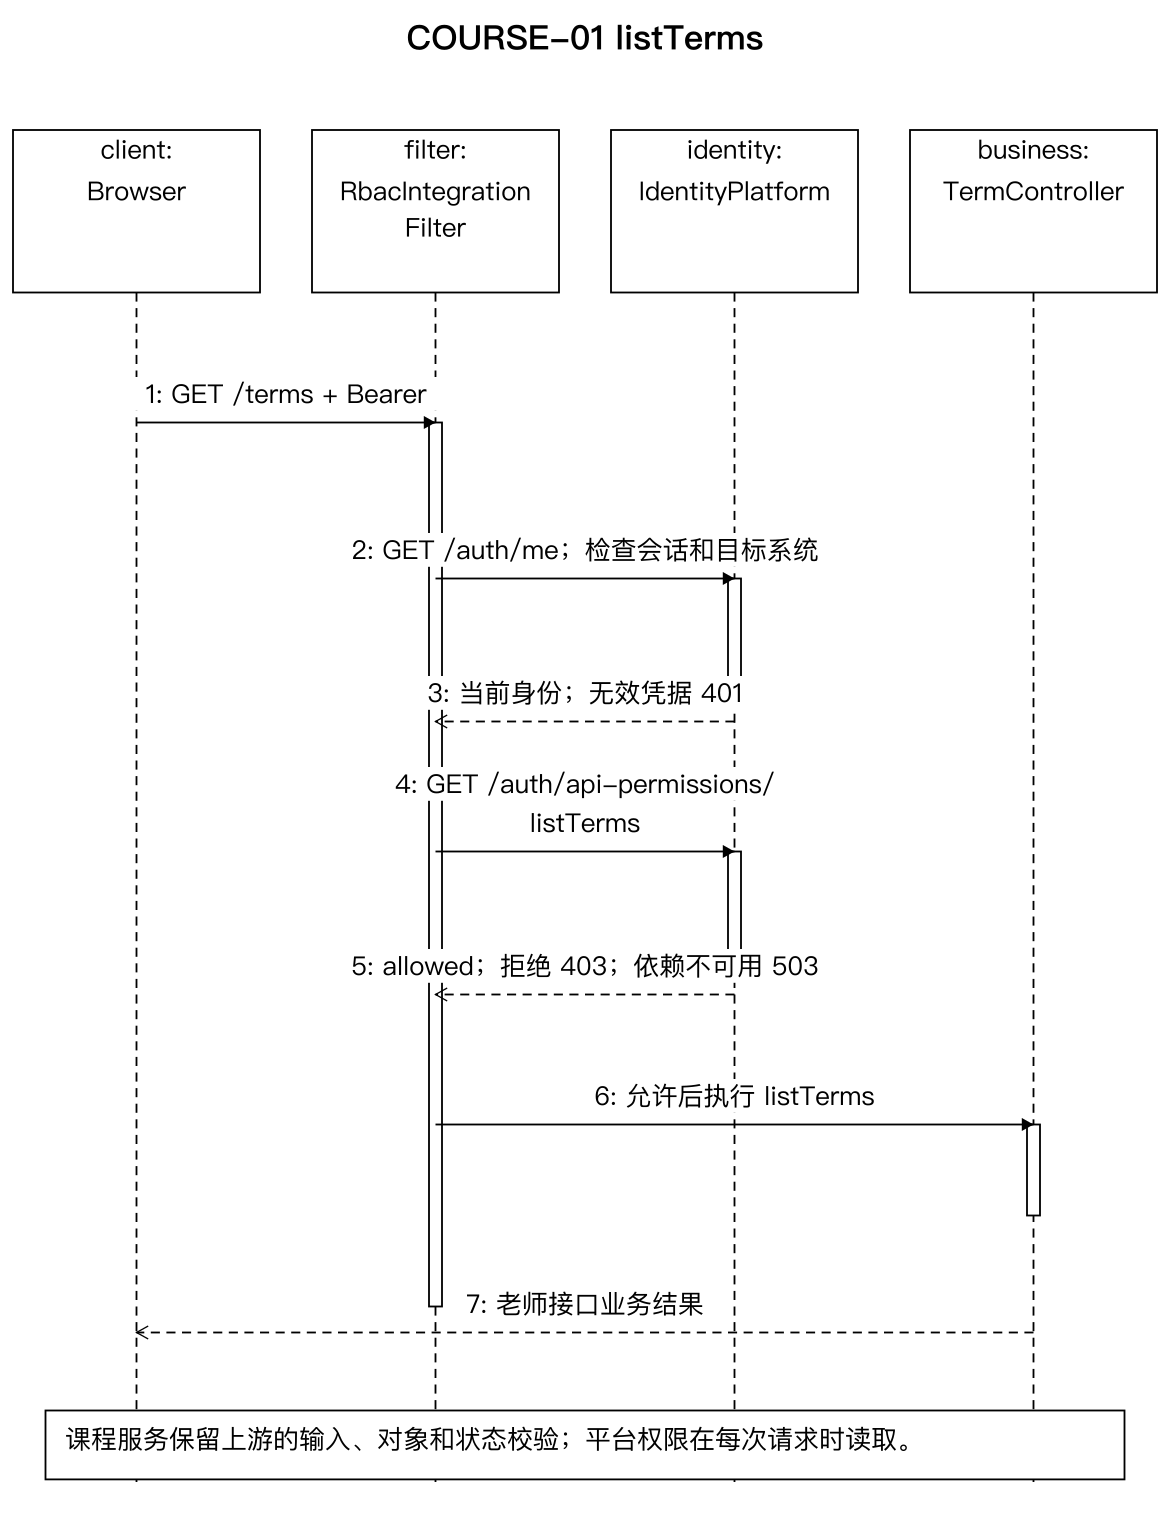 COURSE-01 listTerms
client:
Browser
filter:
RbacIntegration
Filter
identity:
IdentityPlatform
business:
TermController
1: GET /terms + Bearer
2: GET /auth/me；检查会话和目标系统
3: 当前身份；无效凭据 401
4: GET /auth/api-permissions/
listTerms
5: allowed；拒绝 403；依赖不可用 503
6: 允许后执行 listTerms
7: 老师接口业务结果
课程服务保留上游的输入、对象和状态校验；平台权限在每次请求时读取。